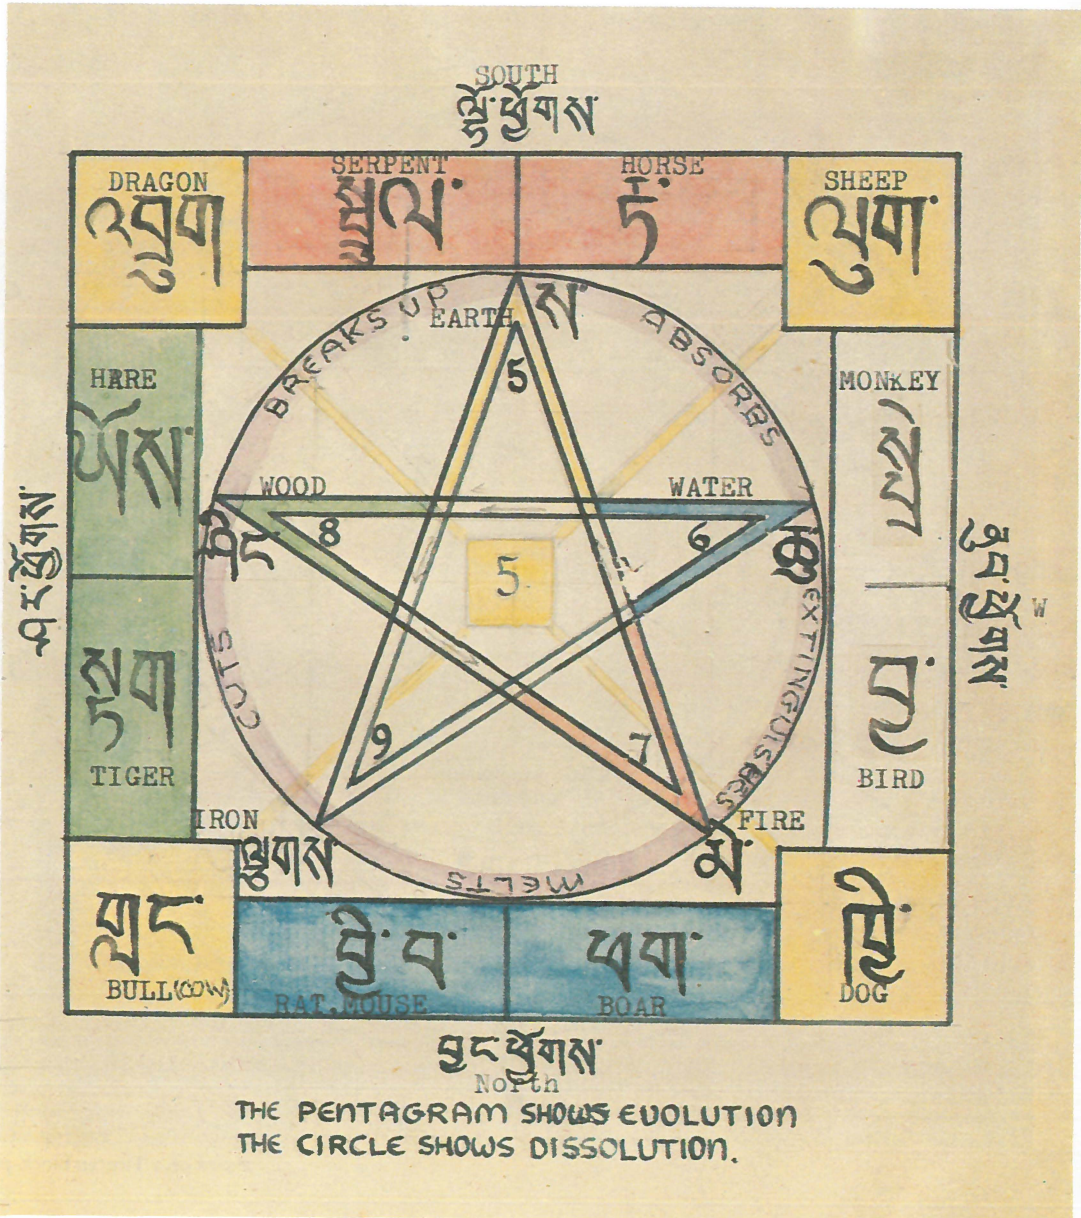 SOUTH
ལྷོ་ཕྱོགས་
DRAGON
འབྲུག
SERPENT
སྦྲུལ་
HORSE
རྟ་
SHEEP
ལུག་
BREAKS UP
EARTH
ས་
ABSORBS
5
HARE
ཡོས་
MONKEY
WOOD
ཤིང
8
WATER
ཆུ
6
5
ཤར་ཕྱོགས་
ནུབ་ཕྱོགས་
W
CUTS
སྟག
TIGER
BIRD
9
7
IRON
ལྕགས་
FIRE
མེ་
MELTS
གླང་
BULL (COW)
བྱི་བ་
RAT.MOUSE
ཕག་
BOAR
ཁྱི་
DOG
བྱང་ཕྱོགས་
North
THE PENTAGRAM SHOWS EVOLUTION
THE CIRCLE SHOWS DISSOLUTION.